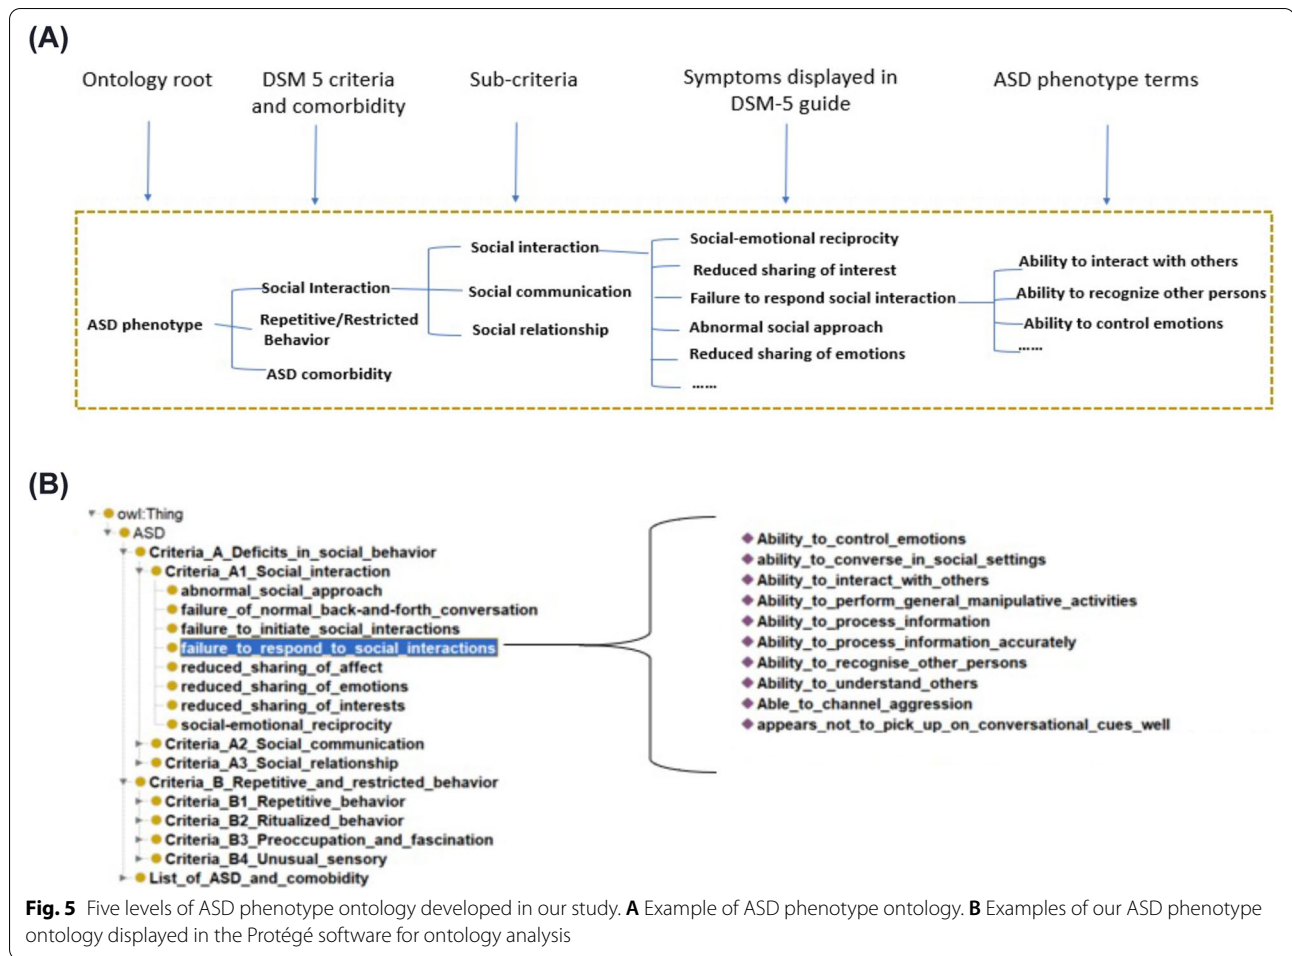 (A)
Ontology root
DSM 5 criteria
and comorbidity
Sub-criteria
Symptoms displayed in
DSM-5 guide
ASD phenotype terms
ASD phenotype
Social Interaction
Repetitive/Restricted
Behavior
ASD comorbidity
Social interaction
Social communication
Social relationship
Social-emotional reciprocity
Reduced sharing of interest
Failure to respond social interaction
Abnormal social approach
Reduced sharing of emotions
......
Ability to interact with others
Ability to recognize other persons
Ability to control emotions
......
(B)
owl:Thing
ASD
Criteria_A_Deficits_in_social_behavior
Criteria_A1_Social_interaction
abnormal_social_approach
failure_of_normal_back-and-forth_conversation
failure_to_initiate_social_interactions
failure_to_respond_to_social_interactions
reduced_sharing_of_affect
reduced_sharing_of_emotions
reduced_sharing_of_interests
social-emotional_reciprocity
Criteria_A2_Social_communication
Criteria_A3_Social_relationship
Criteria_B_Repetitive_and_restricted_behavior
Criteria_B1_Repetitive_behavior
Criteria_B2_Ritualized_behavior
Criteria_B3_Preoccupation_and_fascination
Criteria_B4_Unusual_sensory
List_of_ASD_and_comobidity
Ability_to_control_emotions
ability_to_converse_in_social_settings
Ability_to_interact_with_others
Ability_to_perform_general_manipulative_activities
Ability_to_process_information
Ability_to_process_information_accurately
Ability_to_recognise_other_persons
Ability_to_understand_others
Able_to_channel_aggression
appears_not_to_pick_up_on_conversational_cues_well
Fig. 5 Five levels of ASD phenotype ontology developed in our study. A Example of ASD phenotype ontology. B Examples of our ASD phenotype
ontology displayed in the Protégé software for ontology analysis